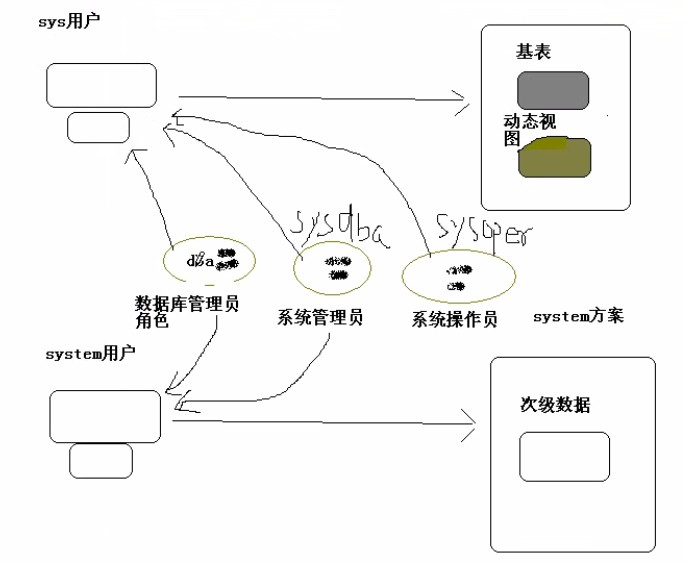 sys用户
基表
动态视
图
sysdba
sysoper
dba
数据库管理员
角色
系统管理员
系统操作员
system方案
system用户
次级数据